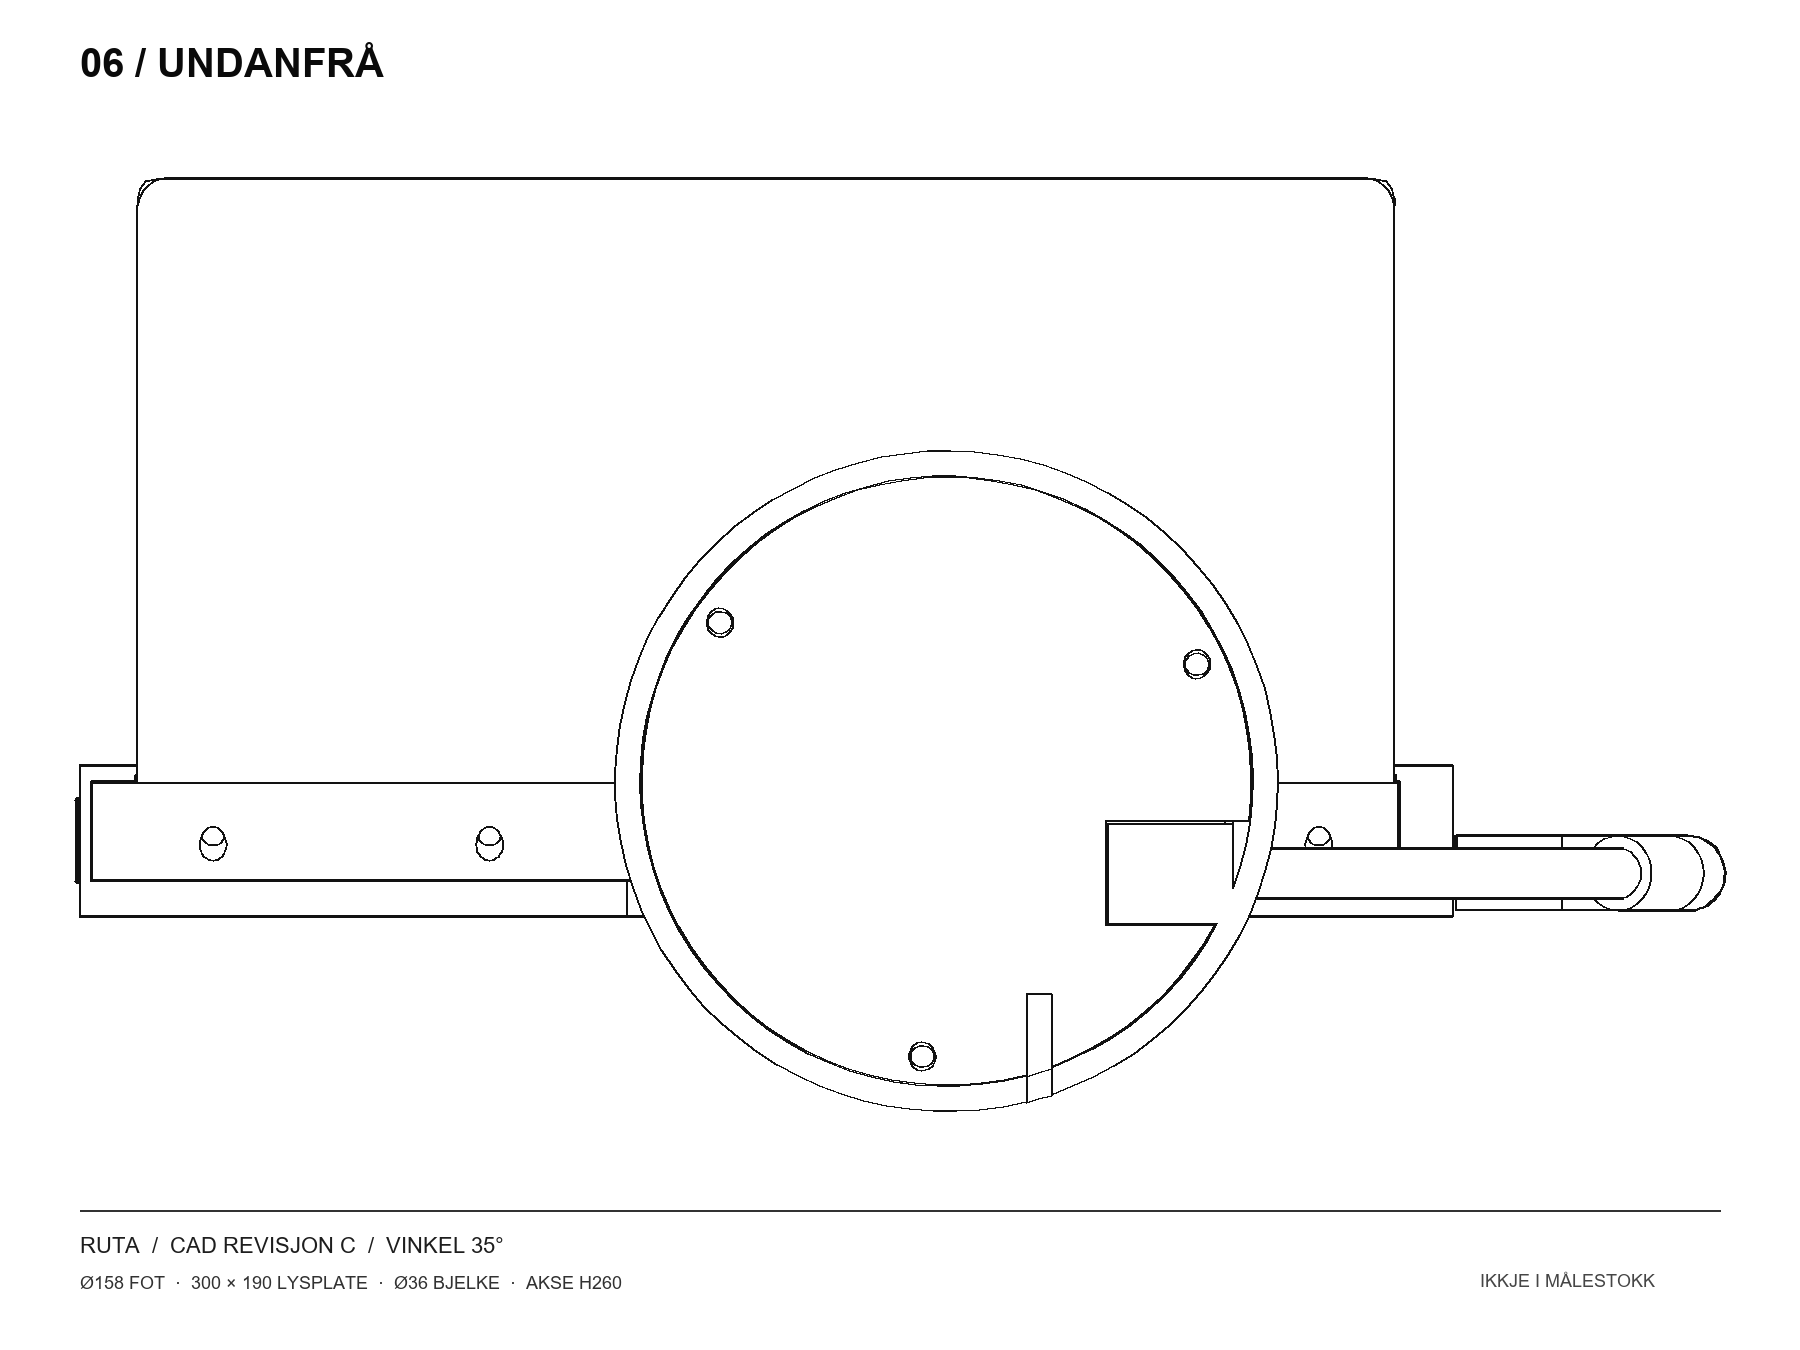 06 / UNDANFRÅ
RUTA / CAD REVISJON C / VINKEL 35°
Ø158 FOT · 300 × 190 LYSPLATE · Ø36 BJELKE · AKSE H260
IKKJE I MÅLESTOKK